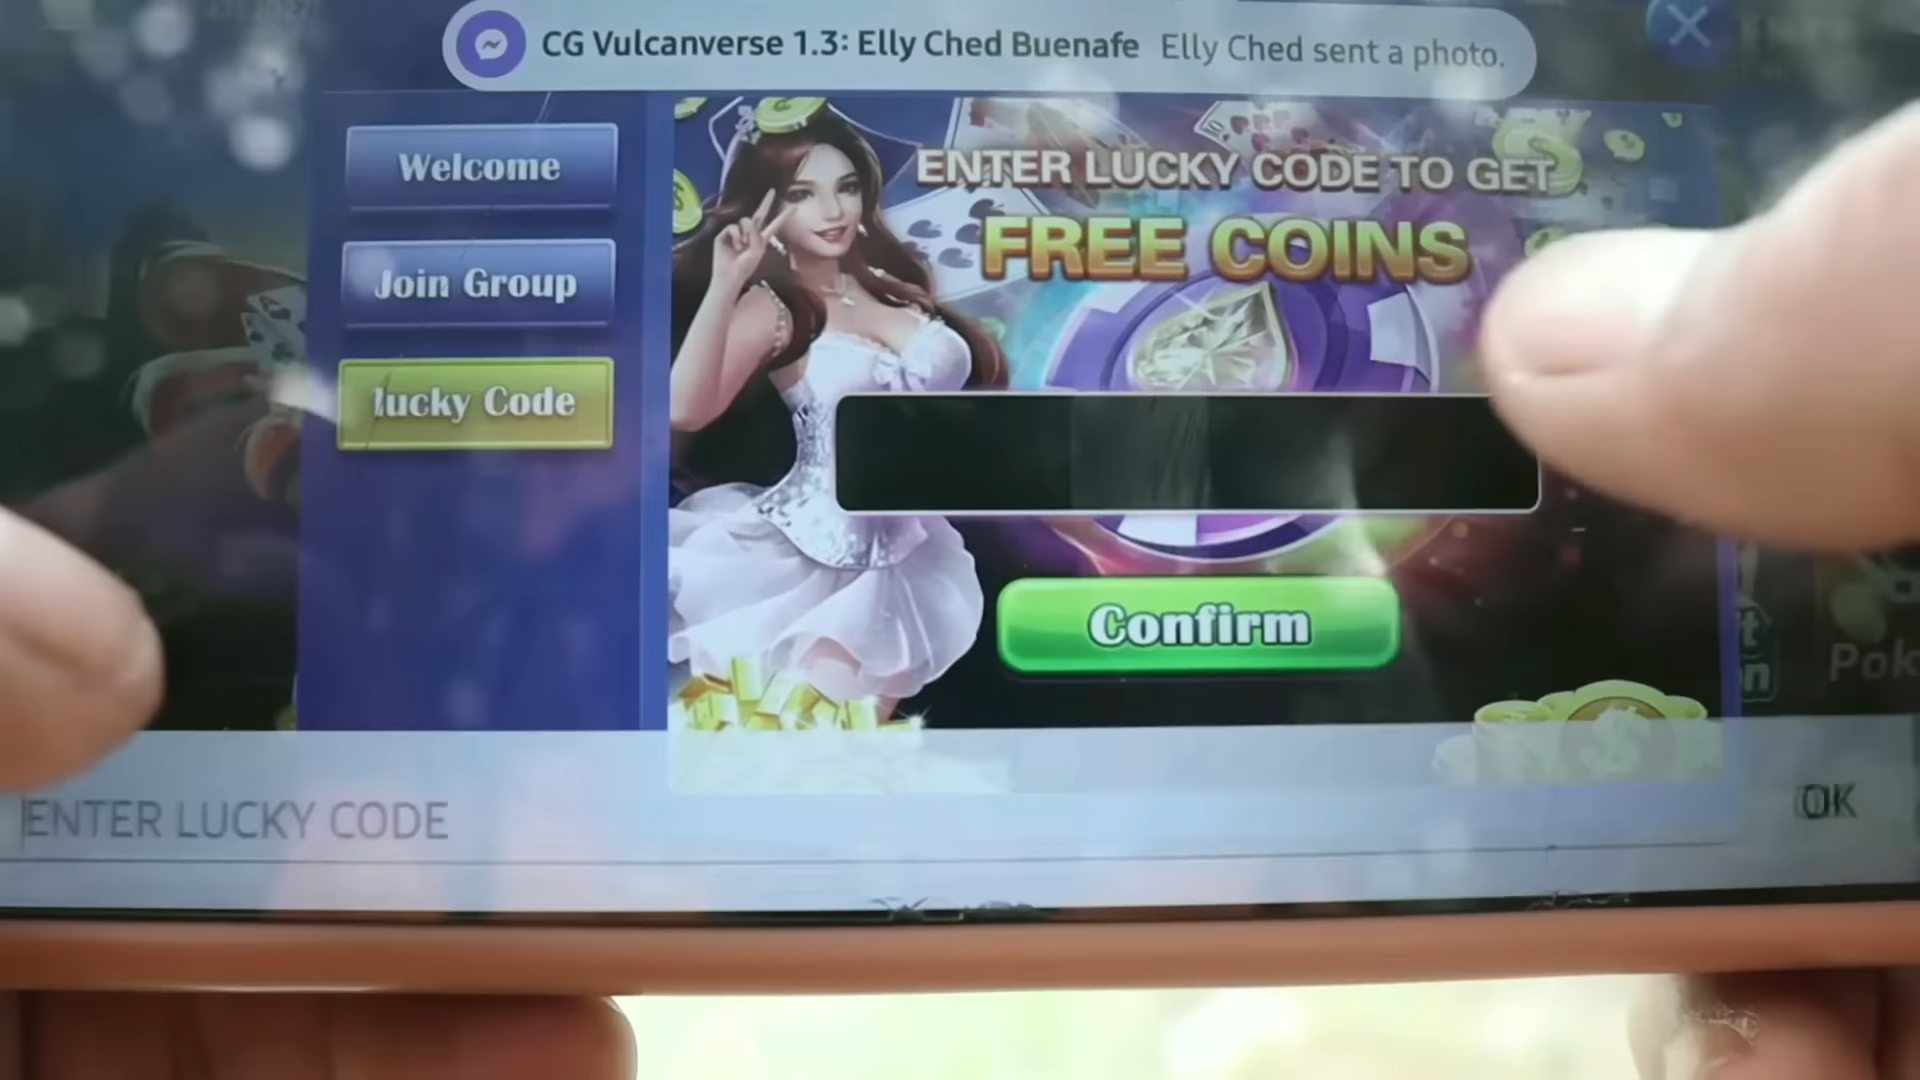 CG Vulcanverse 1.3: Elly Ched Buenafe Elly Ched sent a photo.
Welcome
Join Group
lucky Code
ENTER LUCKY CODE TO GET
FREE COINS
Confirm
ENTER LUCKY CODE
OK